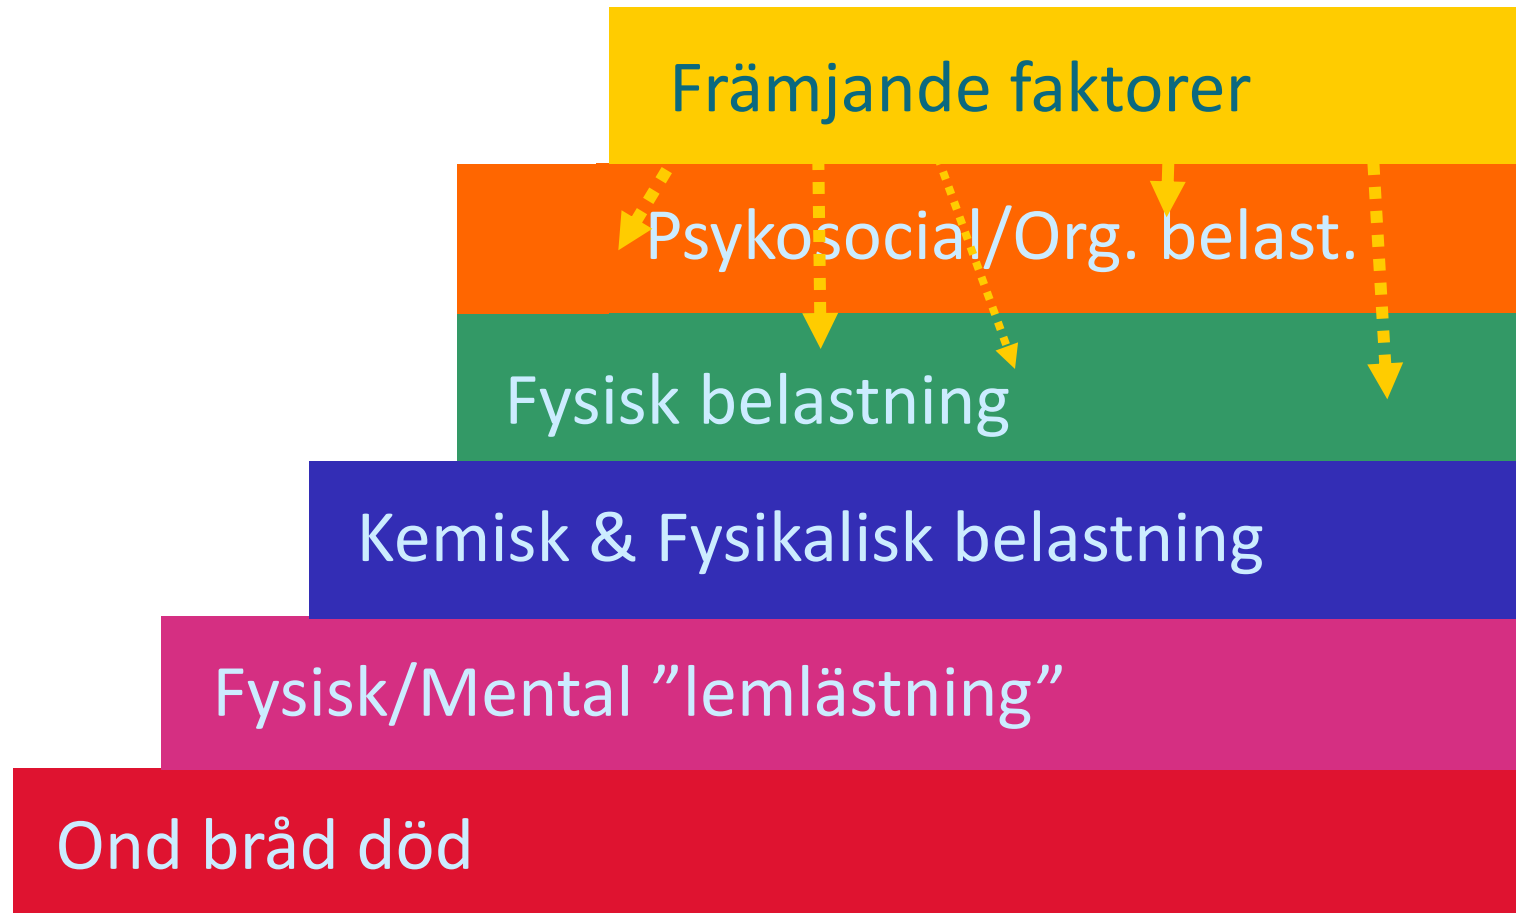 Främjande faktorer
Psykosocial/Org. belast.
Fysisk belastning
Kemisk & Fysikalisk belastning
Fysisk/Mental ”lemlästning”
Ond bråd död